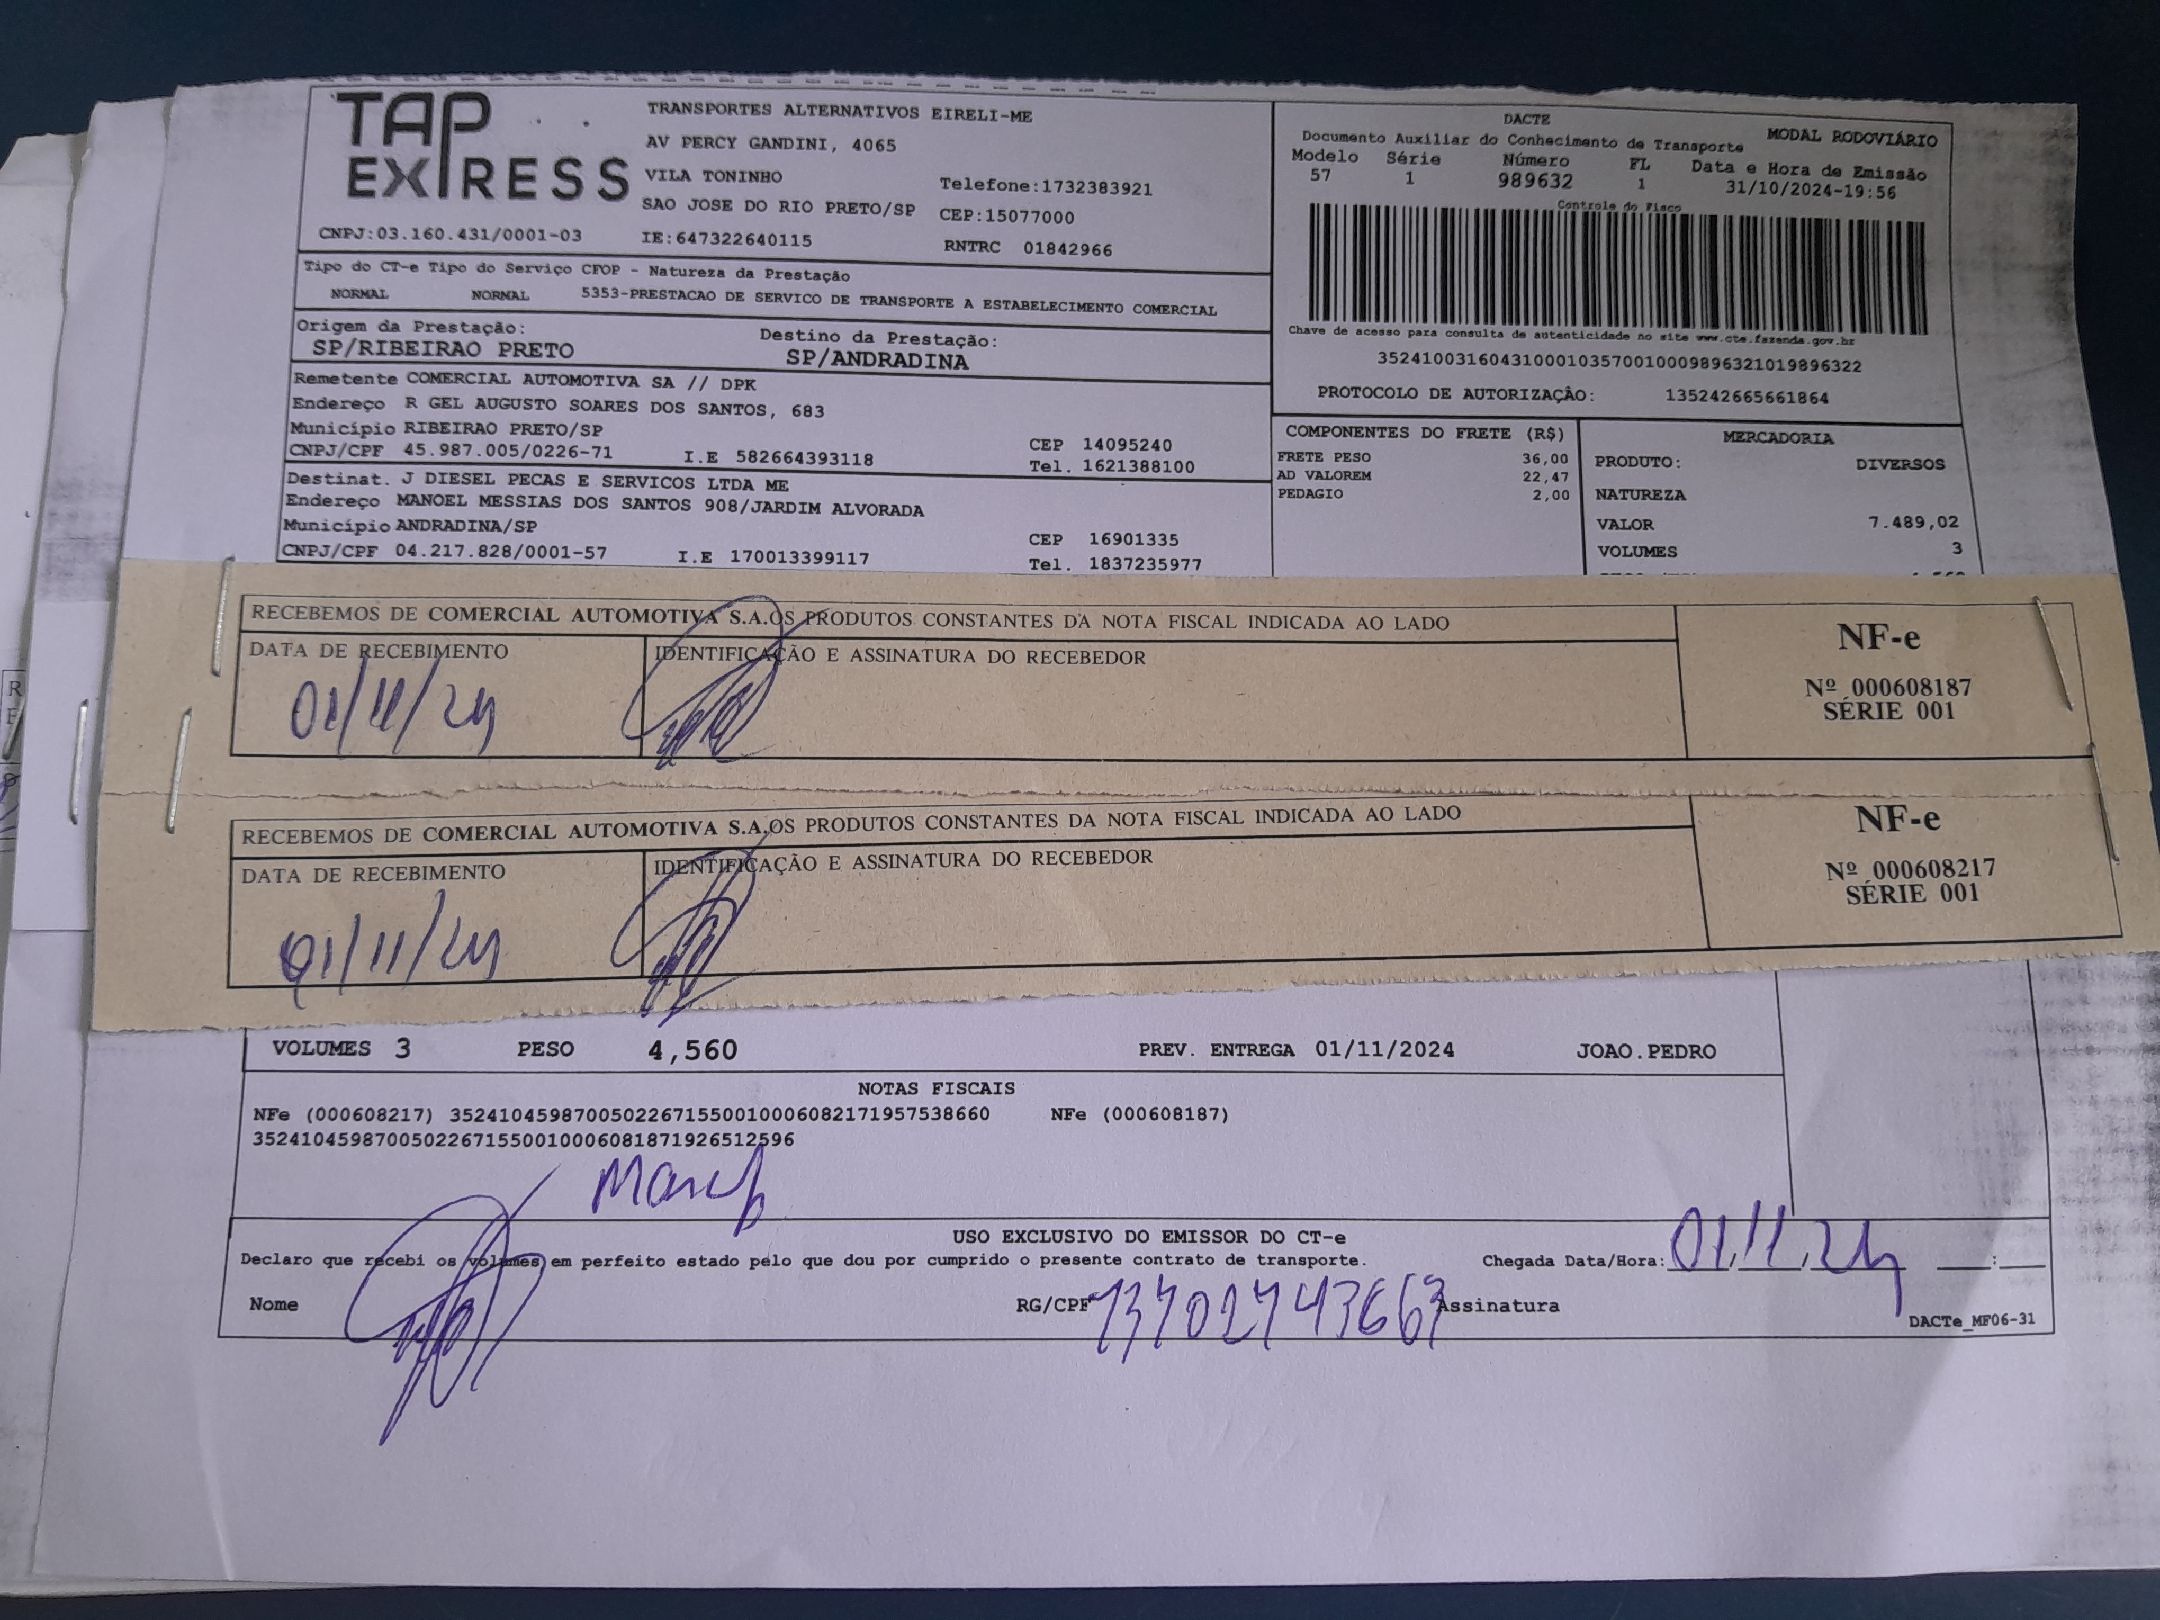 TAP EXPRESS
TRANSPORTES ALTERNATIVOS EIRELI-ME
AV PERCY GANDINI, 4065
VILA TONINHO
Telefone:1732383921
SAO JOSE DO RIO PRETO/SP CEP:15077000
CNPJ:03.160.431/0001-03 IE:647322640115 RNTRC 01842966
DACTE
Documento Auxiliar do Conhecimento de Transporte MODAL RODOVIÁRIO
Modelo Série Número FL Data e Hora de Emissão
57 1 989632 1 31/10/2024-19:56
Controle do Fisco
Chave de acesso para consulta de autenticidade no site www.cte.fazenda.gov.br
35241003160431000103570010009896321019896322
PROTOCOLO DE AUTORIZAÇÃO: 135242665661864
Tipo do CT-e Tipo do Serviço CFOP - Natureza da Prestação
NORMAL NORMAL 5353-PRESTACAO DE SERVICO DE TRANSPORTE A ESTABELECIMENTO COMERCIAL
Origem da Prestação: Destino da Prestação:
SP/RIBEIRAO PRETO SP/ANDRADINA
Remetente COMERCIAL AUTOMOTIVA SA // DPK
Endereço R GEL AUGUSTO SOARES DOS SANTOS, 683
Município RIBEIRAO PRETO/SP CEP 14095240
CNPJ/CPF 45.987.005/0226-71 I.E 582664393118 Tel. 1621388100
Destinat. J DIESEL PECAS E SERVICOS LTDA ME
Endereço MANOEL MESSIAS DOS SANTOS 908/JARDIM ALVORADA
Município ANDRADINA/SP CEP 16901335
CNPJ/CPF 04.217.828/0001-57 I.E 170013399117 Tel. 1837235977
COMPONENTES DO FRETE (R$)
FRETE PESO 36,00
AD VALOREM 22,47
PEDAGIO 2,00
MERCADORIA
PRODUTO: DIVERSOS
NATUREZA
VALOR 7.489,02
VOLUMES 3
RECEBEMOS DE COMERCIAL AUTOMOTIVA S.A.OS PRODUTOS CONSTANTES DA NOTA FISCAL INDICADA AO LADO
DATA DE RECEBIMENTO IDENTIFICAÇÃO E ASSINATURA DO RECEBEDOR
01/11/24
NF-e
Nº 000608187
SÉRIE 001
RECEBEMOS DE COMERCIAL AUTOMOTIVA S.A.OS PRODUTOS CONSTANTES DA NOTA FISCAL INDICADA AO LADO
DATA DE RECEBIMENTO IDENTIFICAÇÃO E ASSINATURA DO RECEBEDOR
01/11/24
NF-e
Nº 000608217
SÉRIE 001
VOLUMES 3 PESO 4,560 PREV. ENTREGA 01/11/2024 JOAO.PEDRO
NOTAS FISCAIS
NFe (000608217) 35241045987005022671550010006082171957538660 NFe (000608187)
35241045987005022671550010006081871926512596
USO EXCLUSIVO DO EMISSOR DO CT-e
Declaro que recebi os volumes em perfeito estado pelo que dou por cumprido o presente contrato de transporte. Chegada Data/Hora: 01/11/24
Nome RG/CPF Assinatura
DACTe_MF06-31